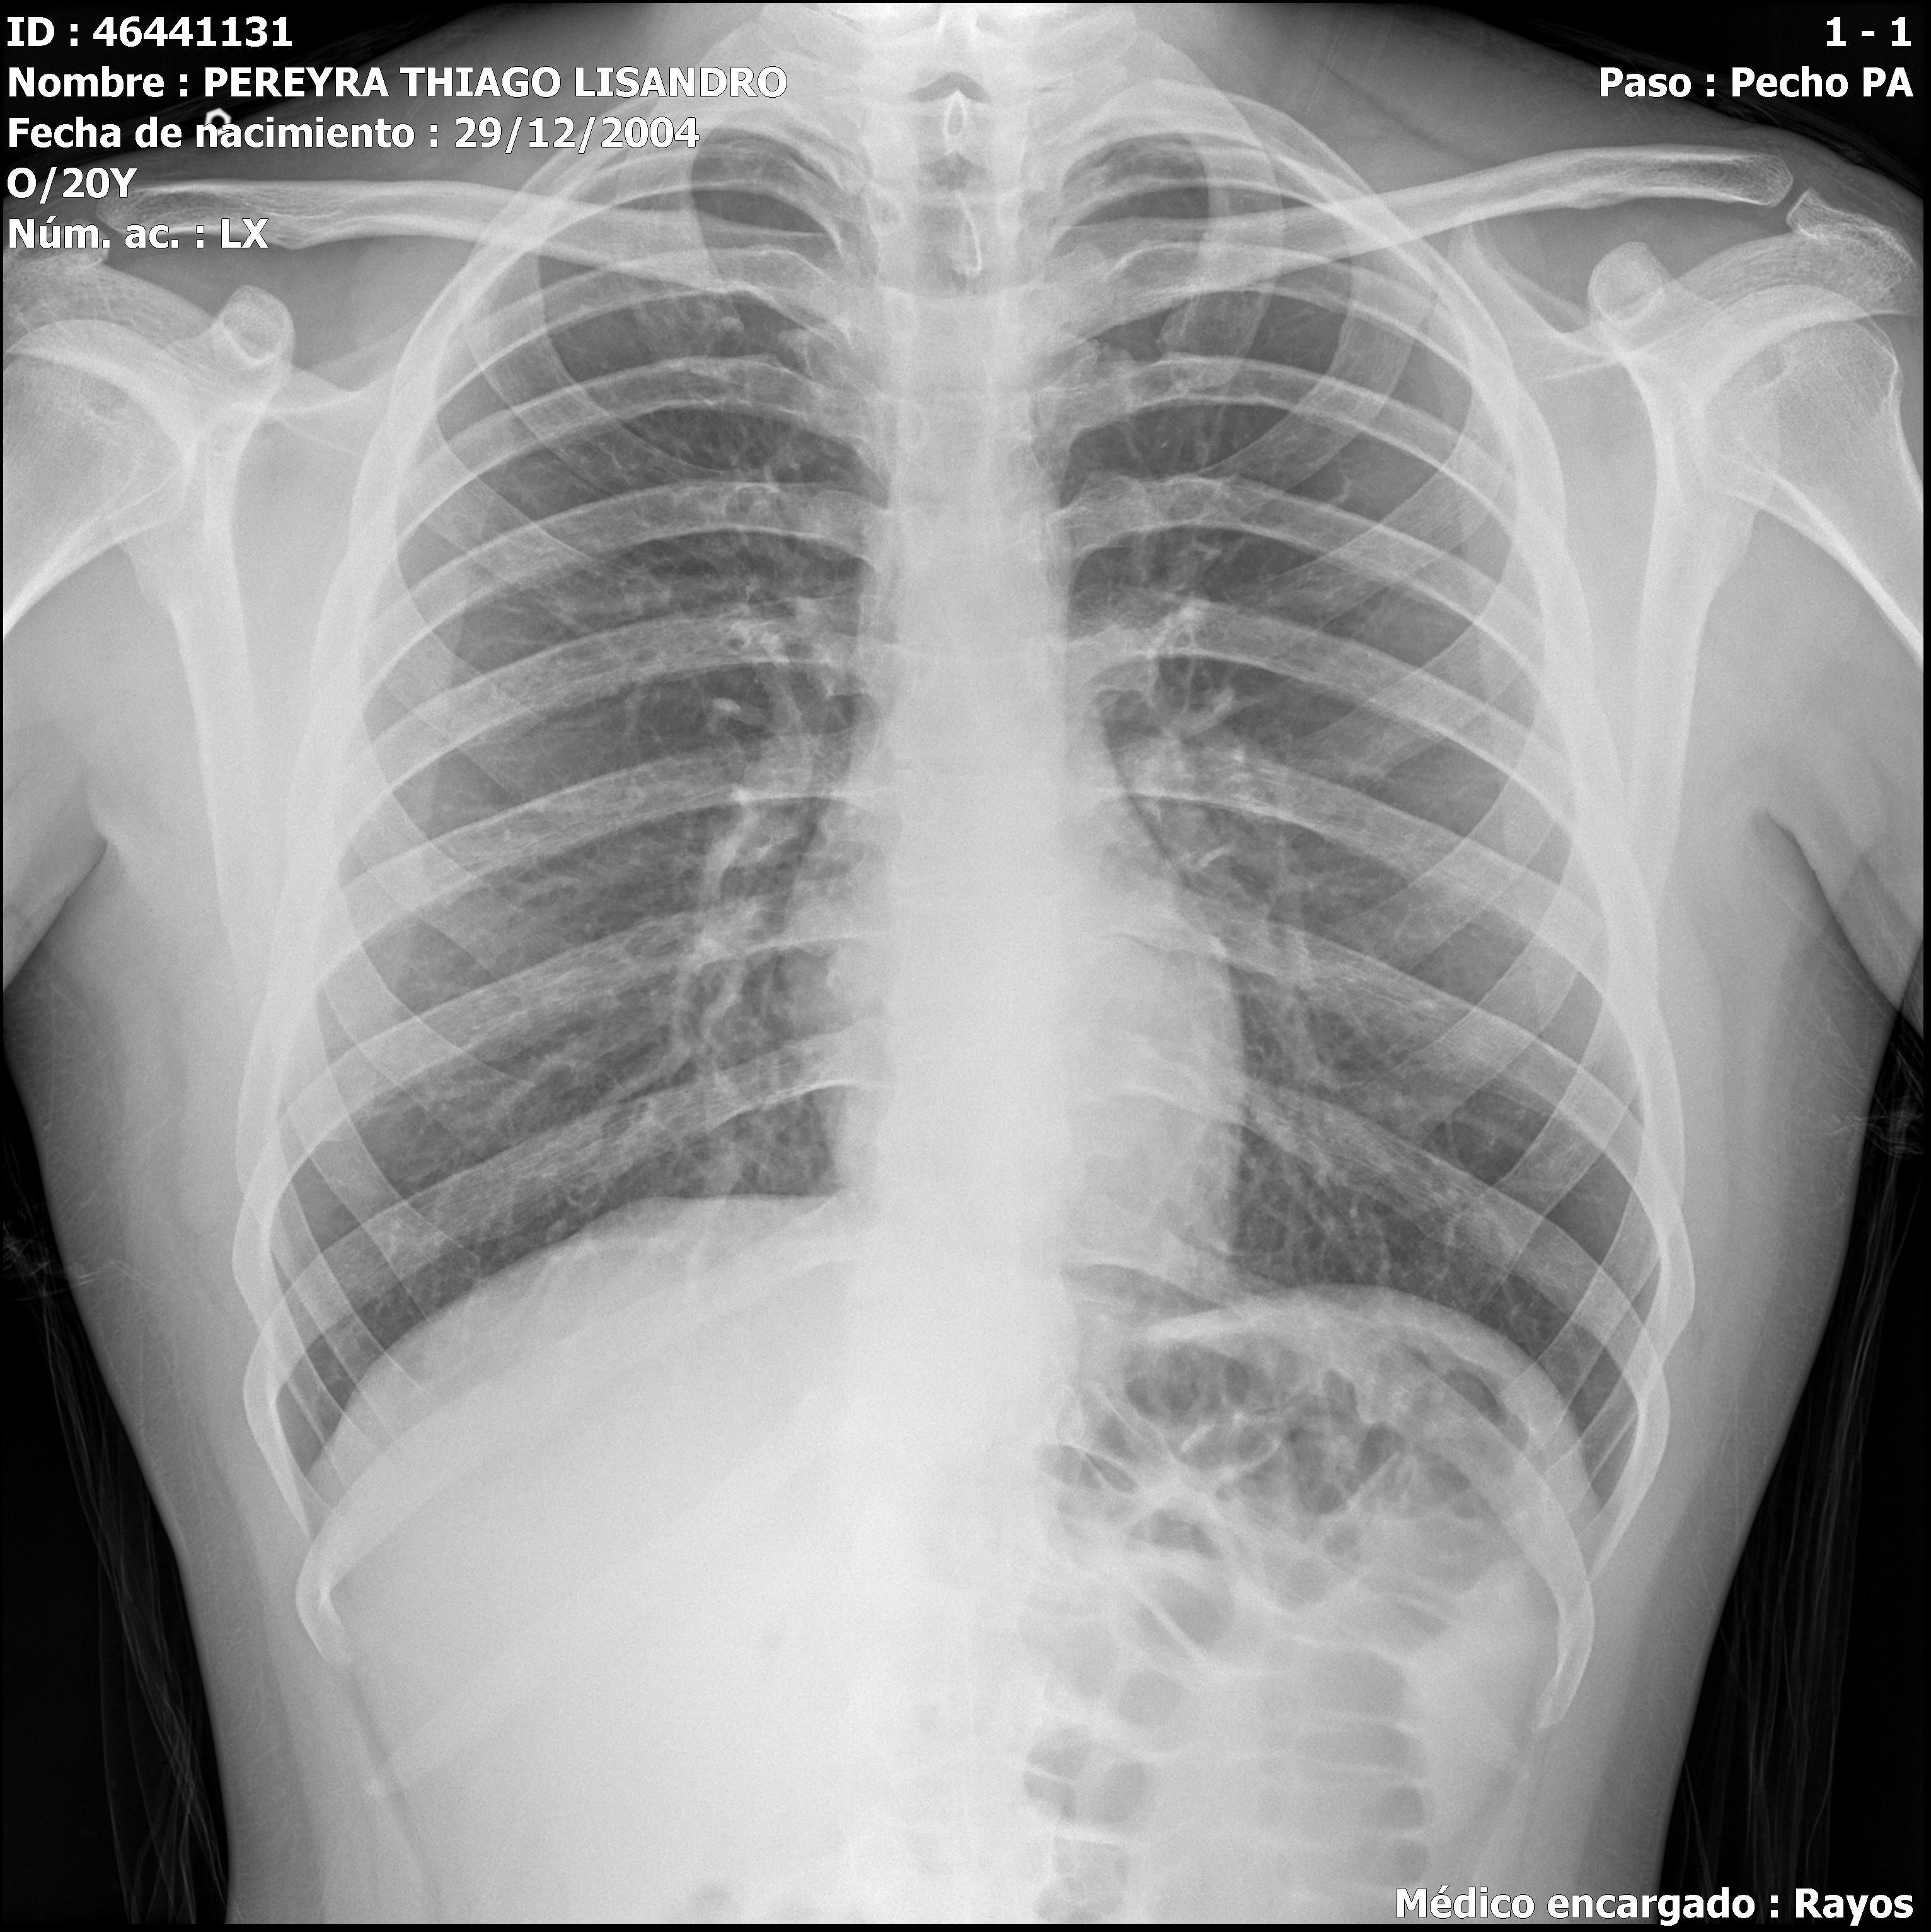 ID : 46441131
Nombre : PEREYRA THIAGO LISANDRO
Fecha de nacimiento : 29/12/2004
O/20Y
Núm. ac. : LX
1 - 1
Paso : Pecho PA
Médico encargado : Rayos